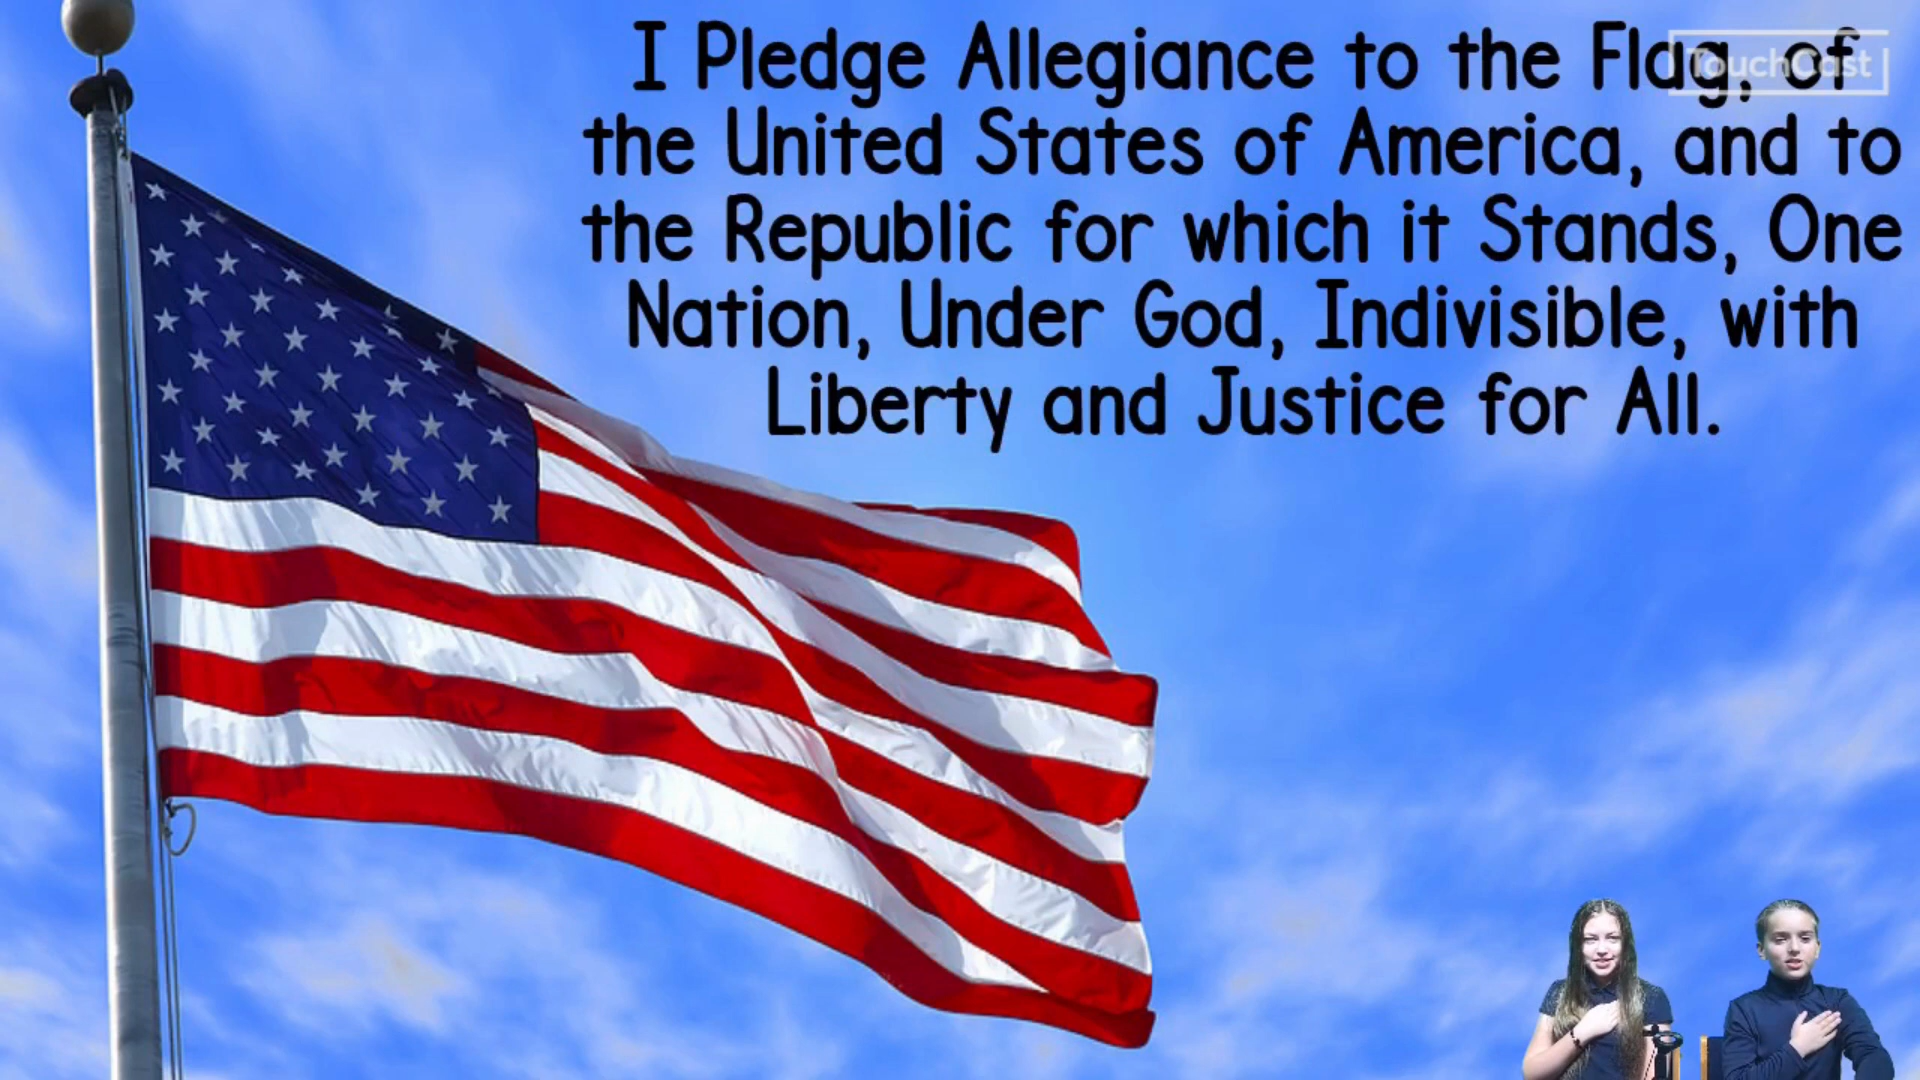 I Pledge Allegiance to the Flag, of
TouchCast
the United States of America, and to
the Republic for which it Stands, One
Nation, Under God, Indivisible, with
Liberty and Justice for All.